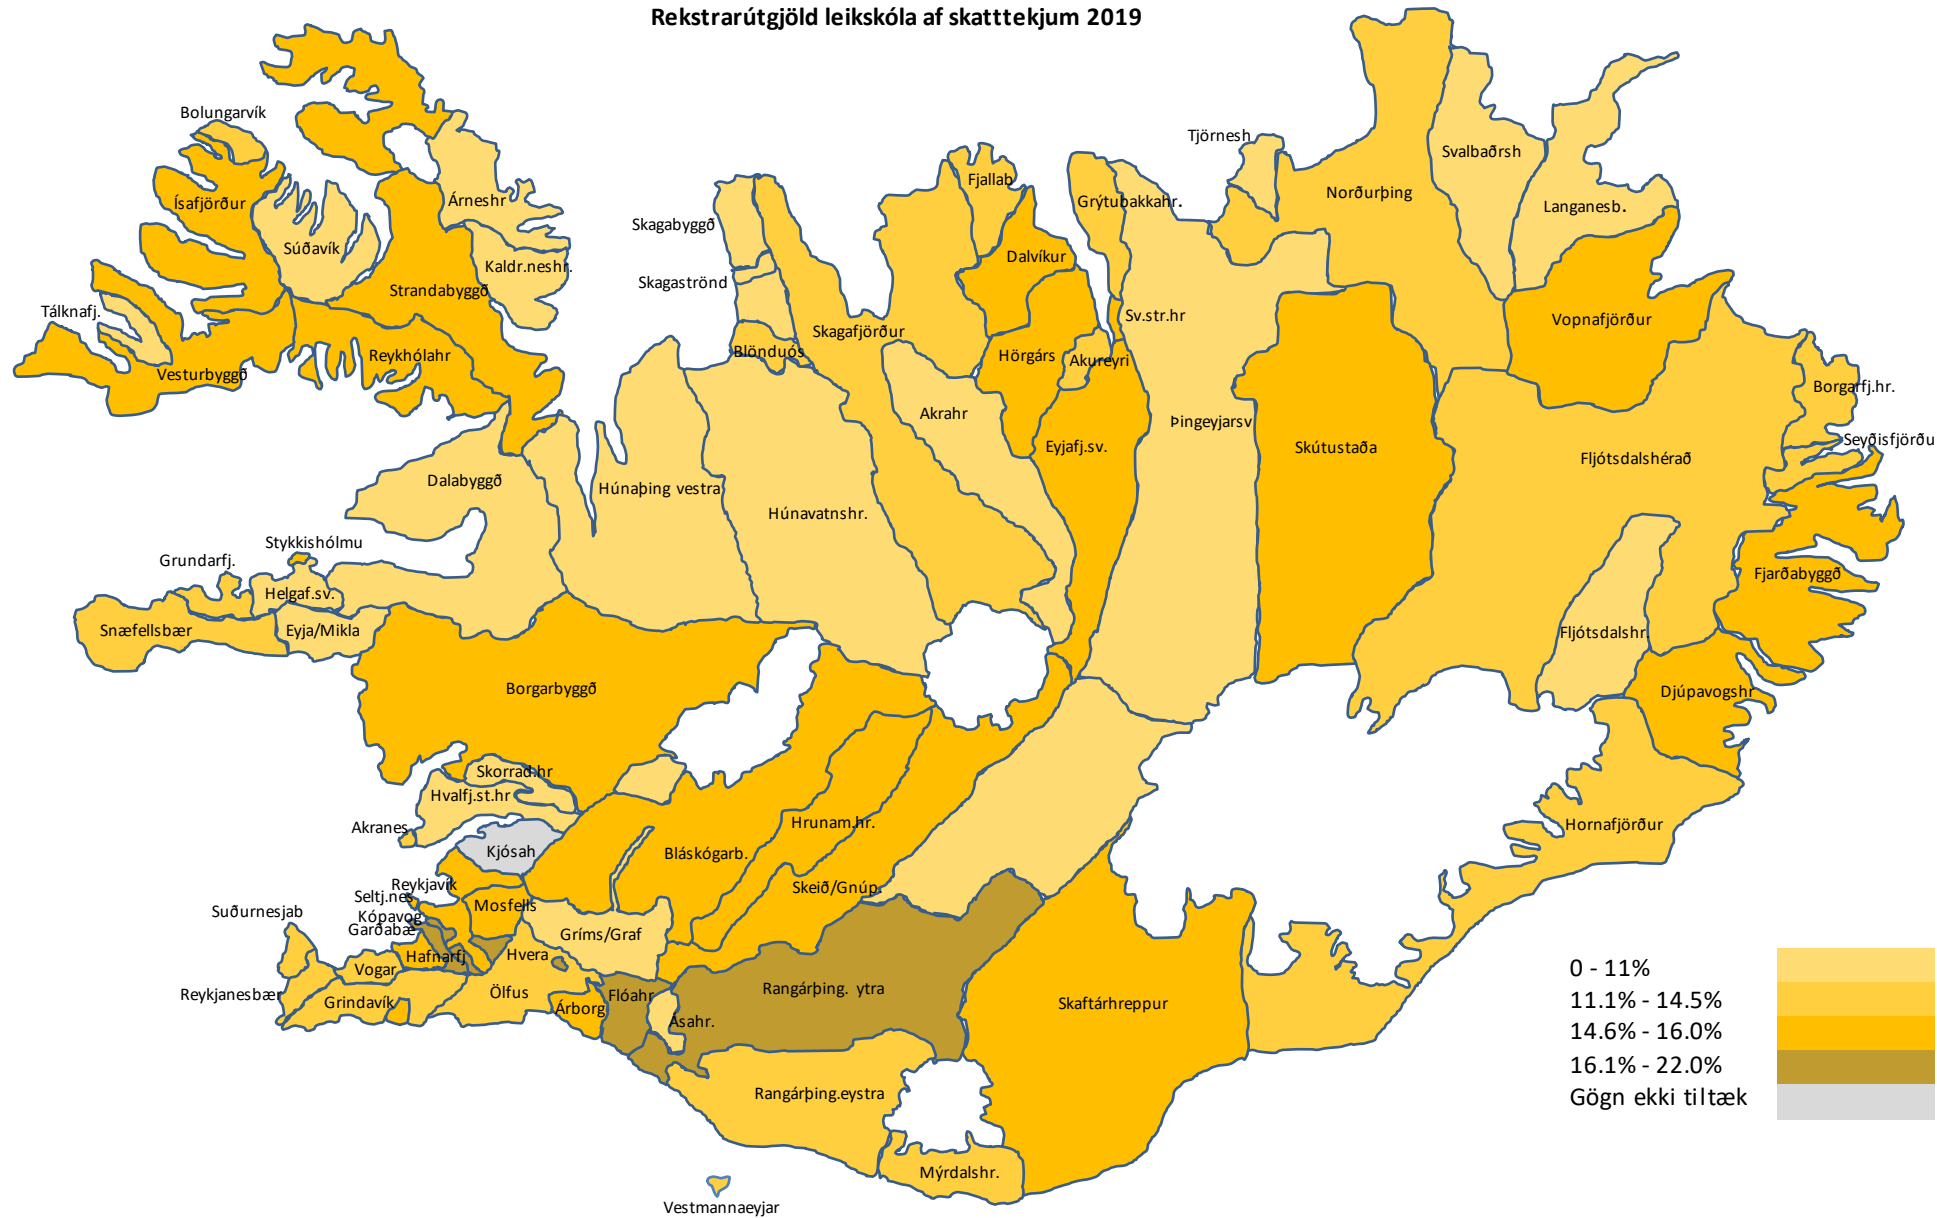 Rekstrarútgjöld leikskóla af skatttekjum 2019
Bolungarvík
Ísafjörður
Súðavík
Árneshr
Kaldr.neshr.
Strandabyggð
Tálknafj.
Vesturbyggð
Reykhólahr
Skagabyggð
Skagaströnd
Blönduós
Skagafjörður
Fjallab
Dalvíkur
Hörgárs
Akureyri
Grýtubakkahr.
Sv.str.hr
Tjörnesh
Norðurþing
Svalbaðrsh
Langanesb.
Vopnafjörður
Borgarfj.hr.
Seyðisfjörðu
Akrahr
Eyjafj.sv.
Þingeyjarsv
Skútustaða
Fljótsdalshérað
Dalabyggð
Húnaþing vestra
Húnavatnshr.
Stykkishólmu
Grundarfj.
Helgaf.sv.
Snæfellsbær
Eyja/Mikla
Fjarðabyggð
Fljótsdalshr.
Djúpavogshr
Borgarbyggð
Skorrad.hr
Hvalfj.st.hr
Akranes
Kjósah
Hrunam.hr.
Bláskógarb.
Hornafjörður
Reykjavík
Seltj.nes
Mosfells
Skeið/Gnúp.
Suðurnesjab
Kópavog
Garðabæ
Gríms/Graf
Hafnarfj
Hvera
Vogar
Reykjanesbær
Grindavík
Ölfus
Árborg
Flóahr
Ásahr.
Rangárþing. ytra
Skaftárhreppur
Rangárþing.eystra
Mýrdalshr.
Vestmannaeyjar
0 - 11%
11.1% - 14.5%
14.6% - 16.0%
16.1% - 22.0%
Gögn ekki tiltæk